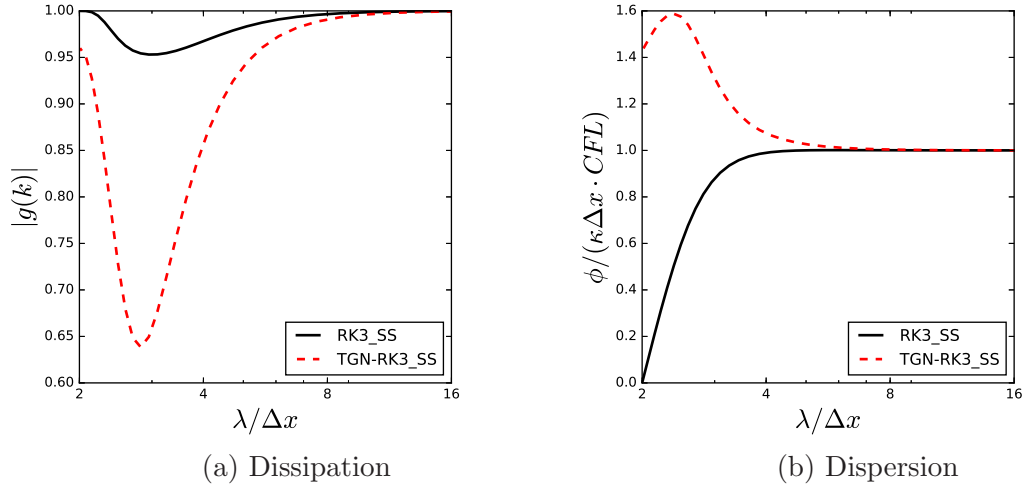 1.00
0.95
0.90
0.85
0.80
0.75
0.70
0.65
0.60
|g(k)|
2 4 8 16
λ/Δx
RK3_SS
TGN-RK3_SS
(a) Dissipation
1.6
1.4
1.2
1.0
0.8
0.6
0.4
0.2
0.0
ϕ/(κΔx · CFL)
2 4 8 16
λ/Δx
RK3_SS
TGN-RK3_SS
(b) Dispersion